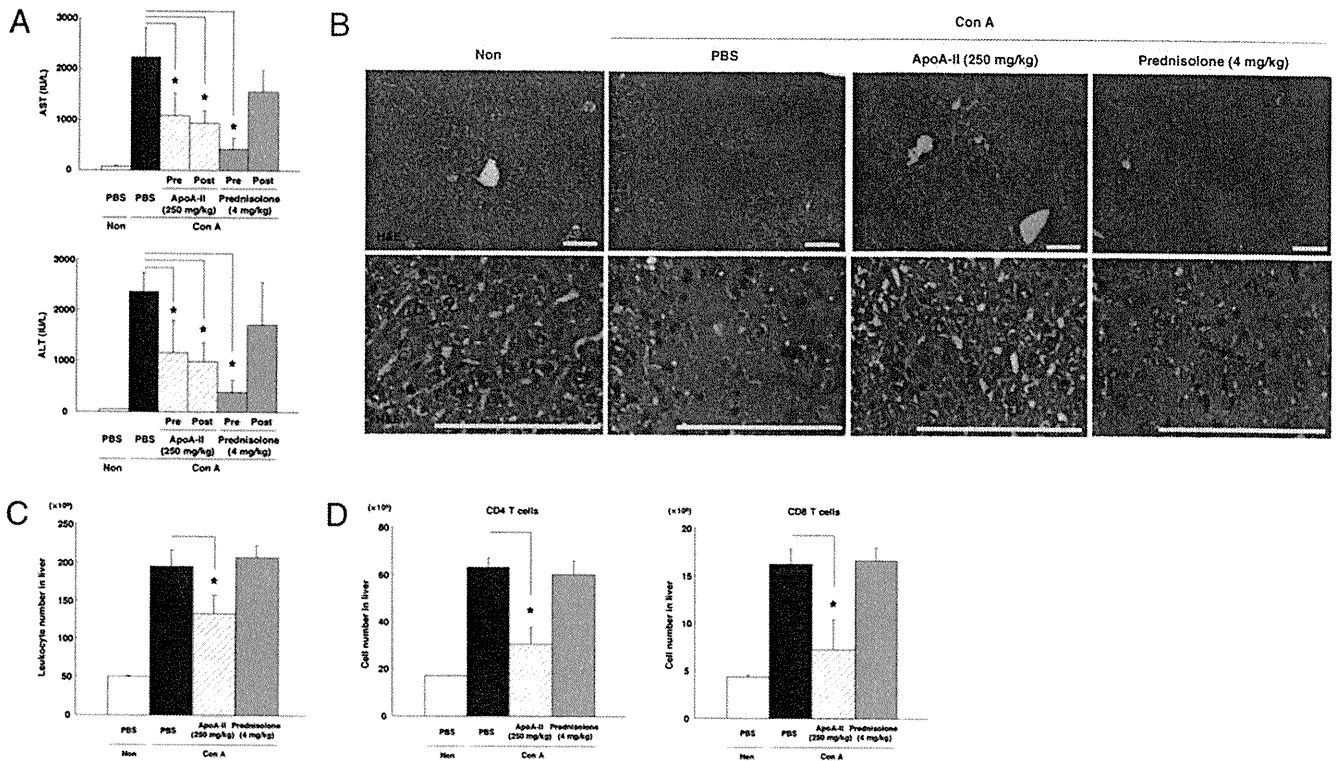 A
3000
2000
1000
0
AST (IU/L)
Pre Post Pre Post
PBS PBS ApoA-II Prednisolone
(250 mg/kg) (4 mg/kg)
Non Con A
3000
2000
1000
0
ALT (IU/L)
Pre Post Pre Post
PBS PBS ApoA-II Prednisolone
(250 mg/kg) (4 mg/kg)
Non Con A
B
Con A
Non PBS ApoA-II (250 mg/kg) Prednisolone (4 mg/kg)
H&E
C
250
200
150
100
50
0
Leukocyte number in liver
PBS PBS ApoA-II Prednisolone
(250 mg/kg) (4 mg/kg)
Non Con A
D
CD4 T cells
80
60
40
20
0
Cell number in liver
PBS PBS ApoA-II Prednisolone
(250 mg/kg) (4 mg/kg)
Non Con A
CD8 T cells
20
15
10
5
0
Cell number in liver
PBS PBS ApoA-II Prednisolone
(250 mg/kg) (4 mg/kg)
Non Con A